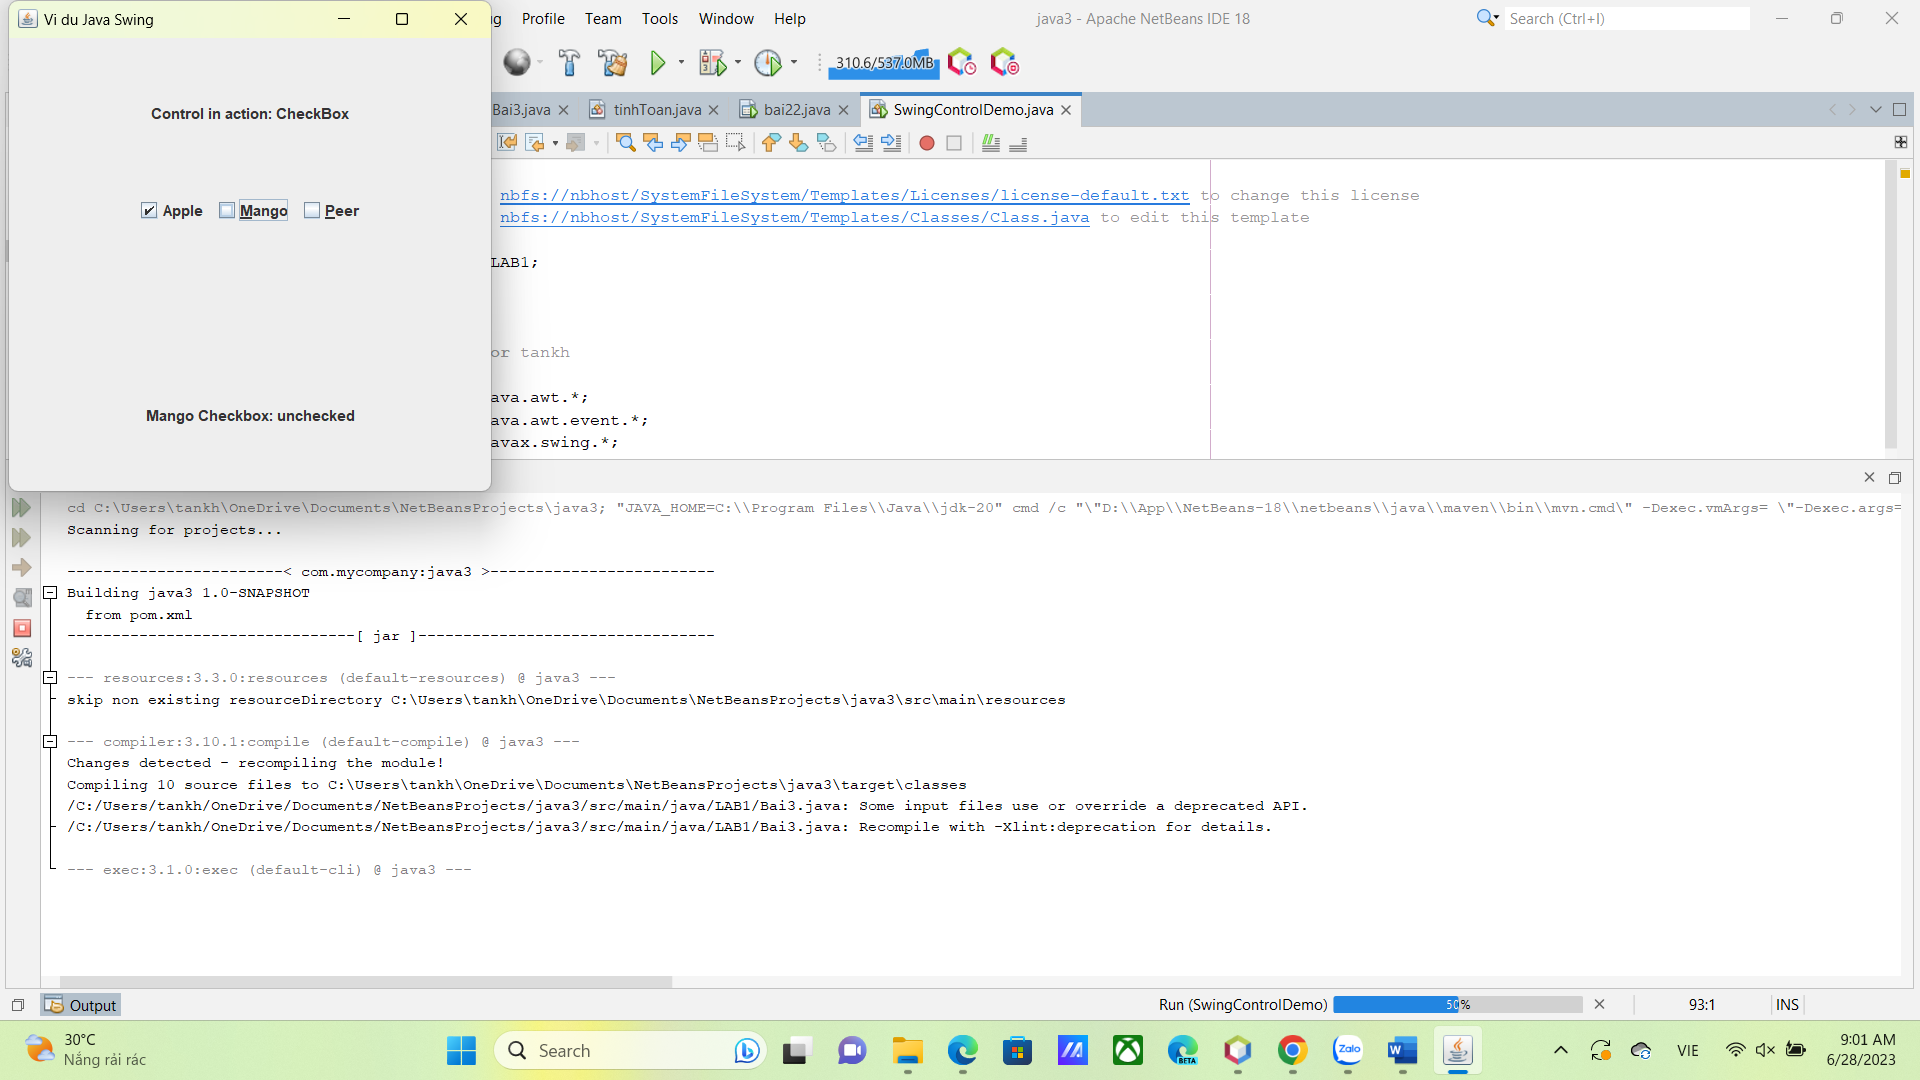 Vi du Java Swing
Control in action: CheckBox
Apple Mango Peer
Mango Checkbox: unchecked
Profile Team Tools Window Help
java3 - Apache NetBeans IDE 18
Search (Ctrl+I)
310.6/537.0MB
Bai3.java tinhToan.java bai22.java SwingControlDemo.java
nbfs://nbhost/SystemFileSystem/Templates/Licenses/license-default.txt to change this license
nbfs://nbhost/SystemFileSystem/Templates/Classes/Class.java to edit this template
LAB1;
or tankh
ava.awt.*;
ava.awt.event.*;
avax.swing.*;
cd C:\Users\tankh\OneDrive\Documents\NetBeansProjects\java3; "JAVA_HOME=C:\\Program Files\\Java\\jdk-20" cmd /c "\"D:\\App\\NetBeans-18\\netbeans\\java\\maven\\bin\\mvn.cmd\" -Dexec.vmArgs= \"-Dexec.args=
Scanning for projects...
------------------------< com.mycompany:java3 >-------------------------
Building java3 1.0-SNAPSHOT
from pom.xml
--------------------------------[ jar ]---------------------------------
--- resources:3.3.0:resources (default-resources) @ java3 ---
skip non existing resourceDirectory C:\Users\tankh\OneDrive\Documents\NetBeansProjects\java3\src\main\resources
--- compiler:3.10.1:compile (default-compile) @ java3 ---
Changes detected - recompiling the module!
Compiling 10 source files to C:\Users\tankh\OneDrive\Documents\NetBeansProjects\java3\target\classes
/C:/Users/tankh/OneDrive/Documents/NetBeansProjects/java3/src/main/java/LAB1/Bai3.java: Some input files use or override a deprecated API.
/C:/Users/tankh/OneDrive/Documents/NetBeansProjects/java3/src/main/java/LAB1/Bai3.java: Recompile with -Xlint:deprecation for details.
--- exec:3.1.0:exec (default-cli) @ java3 ---
Output
Run (SwingControlDemo) 50% 93:1 INS
30°C
Nắng rải rác
Search
BETA
Zalo
VIE
9:01 AM
6/28/2023